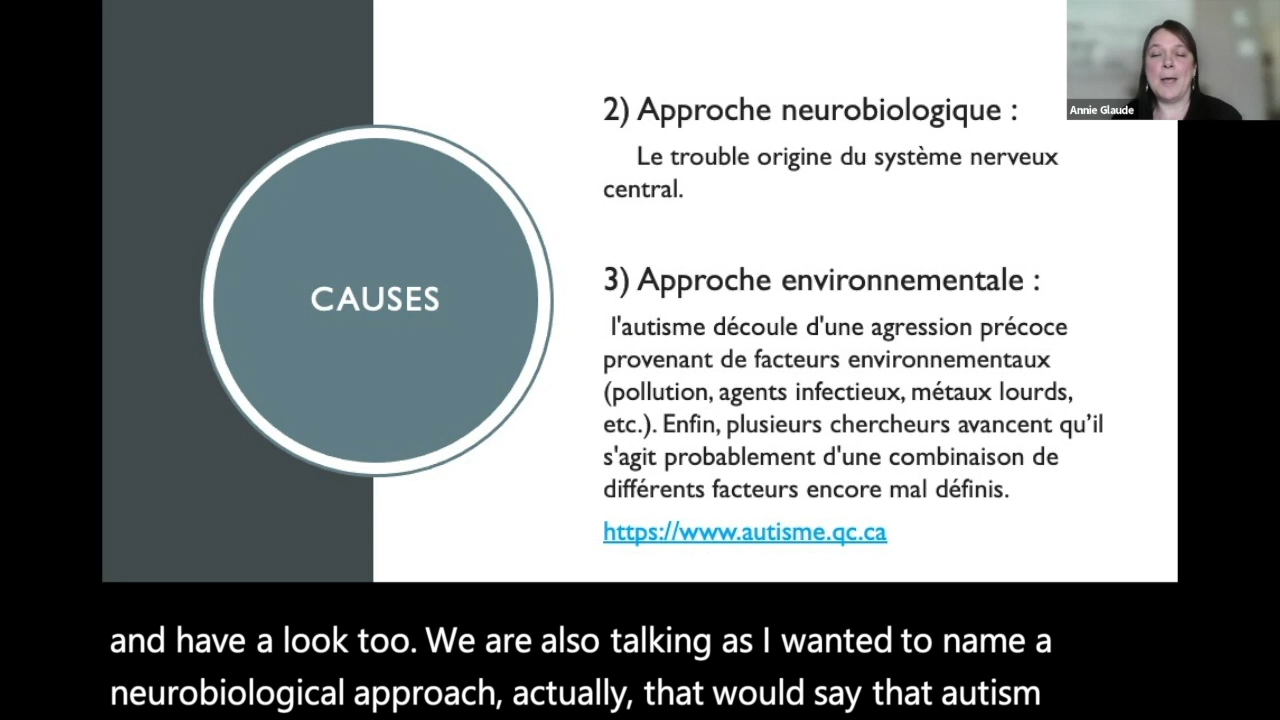 2) Approche neurobiologique :
Le trouble origine du système nerveux
central.
3) Approche environnementale :
l'autisme découle d'une agression précoce
provenant de facteurs environnementaux
(pollution, agents infectieux, métaux lourds,
etc.). Enfin, plusieurs chercheurs avancent qu’il
s'agit probablement d'une combinaison de
différents facteurs encore mal définis.
https://www.autisme.qc.ca
CAUSES
Annie Glaude
and have a look too. We are also talking as I wanted to name a
neurobiological approach, actually, that would say that autism